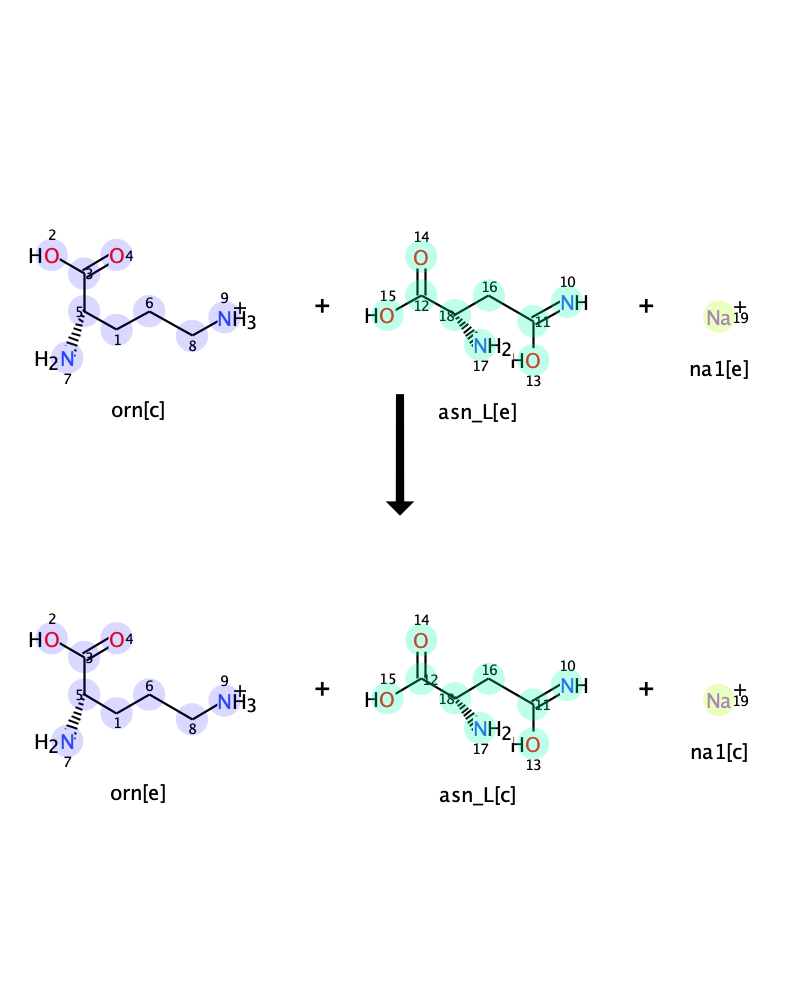 2
HO O 4
3
5 6 9
1 8 NH3 +
H2N
7
orn[c]
+
14
O
15 12 16 10
HO 18 11 NH
NH2 HO
17 13
asn_L[e]
+
Na + 19
na1[e]
2
HO O 4
3
5 6 9
1 8 NH3 +
H2N
7
orn[e]
+
14
O
15 12 16 10
HO 18 11 NH
NH2 HO
17 13
asn_L[c]
+
Na + 19
na1[c]